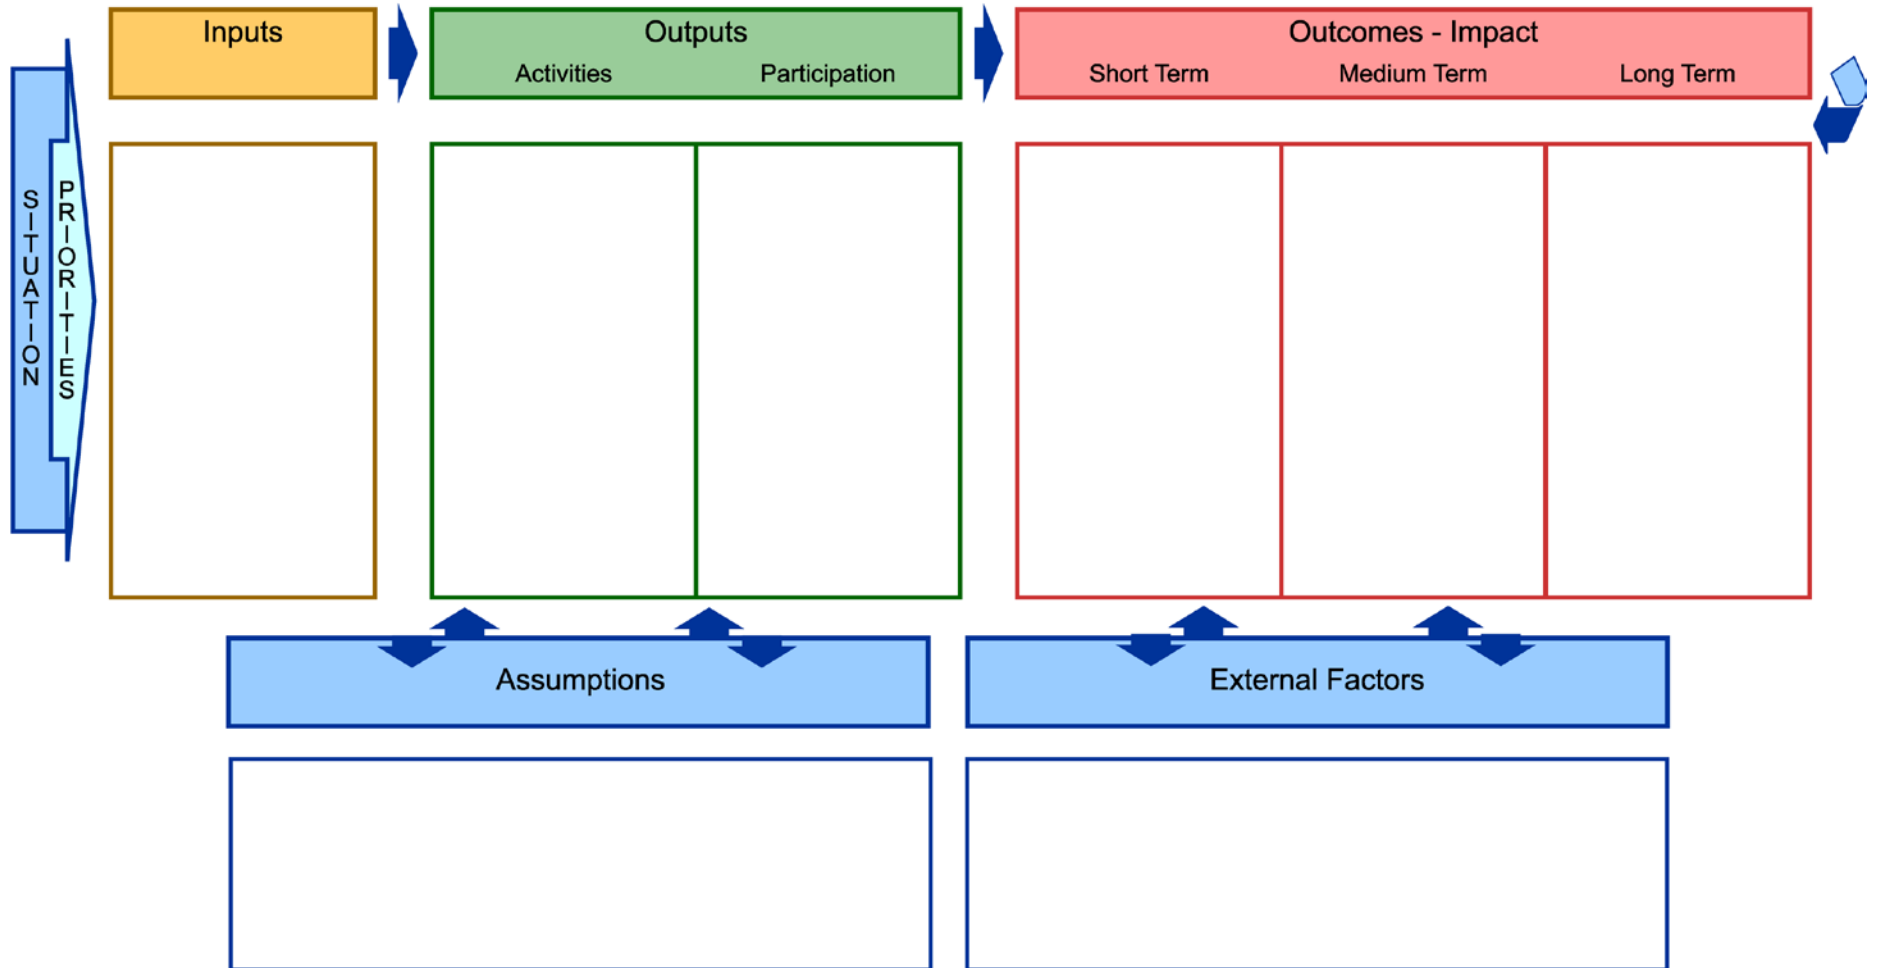 SITUATION
PRIORITIES
Inputs
Outputs
Activities Participation
Outcomes - Impact
Short Term Medium Term Long Term
Assumptions
External Factors